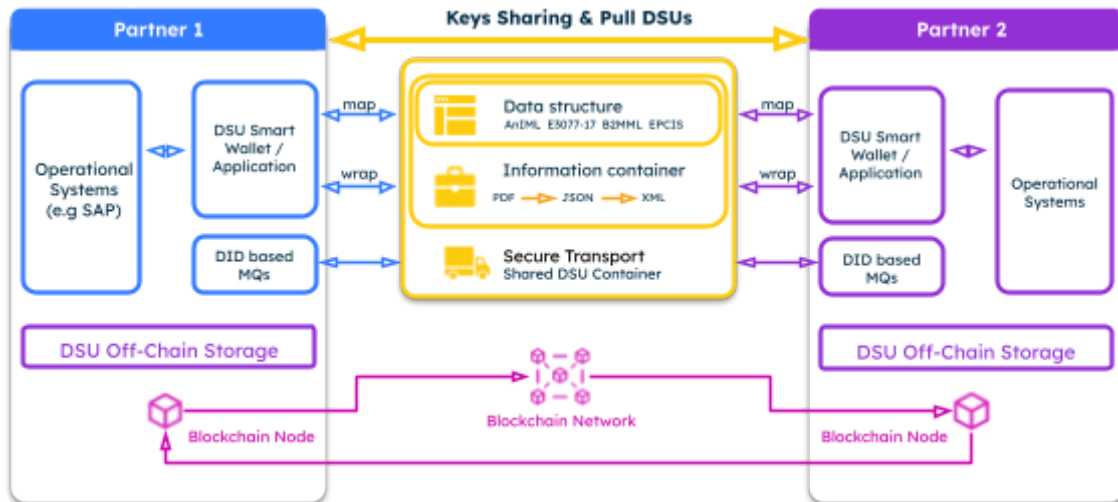 Keys Sharing & Pull DSUs
Partner 1
Partner 2
Operational
Systems
(e.g SAP)
DSU Smart
Wallet /
Application
DID based
MQs
map
wrap
Data structure
AnIML E3077-17 B2MML EPCIS
Information container
PDF JSON XML
Secure Transport
Shared DSU Container
map
wrap
DSU Smart
Wallet /
Application
DID based
MQs
Operational
Systems
DSU Off-Chain Storage
DSU Off-Chain Storage
Blockchain Node
Blockchain Network
Blockchain Node